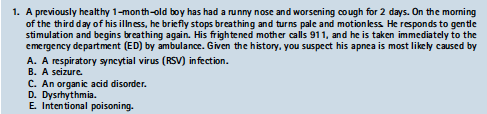 1. A previously healthy 1-month-old boy has had a runny nose and worsening cough for 2 days. On the morning
of the third day of his illness, he briefly stops breathing and turns pale and motionless. He responds to gentle
stimulation and begins breathing again. His frightened mother calls 911, and he is taken immediately to the
emergency department (ED) by ambulance. Given the history, you suspect his apnea is most likely caused by
A. A respiratory syncytial virus (RSV) infection.
B. A seizure.
C. An organic acid disorder.
D. Dysrhythmia.
E. Intentional poisoning.